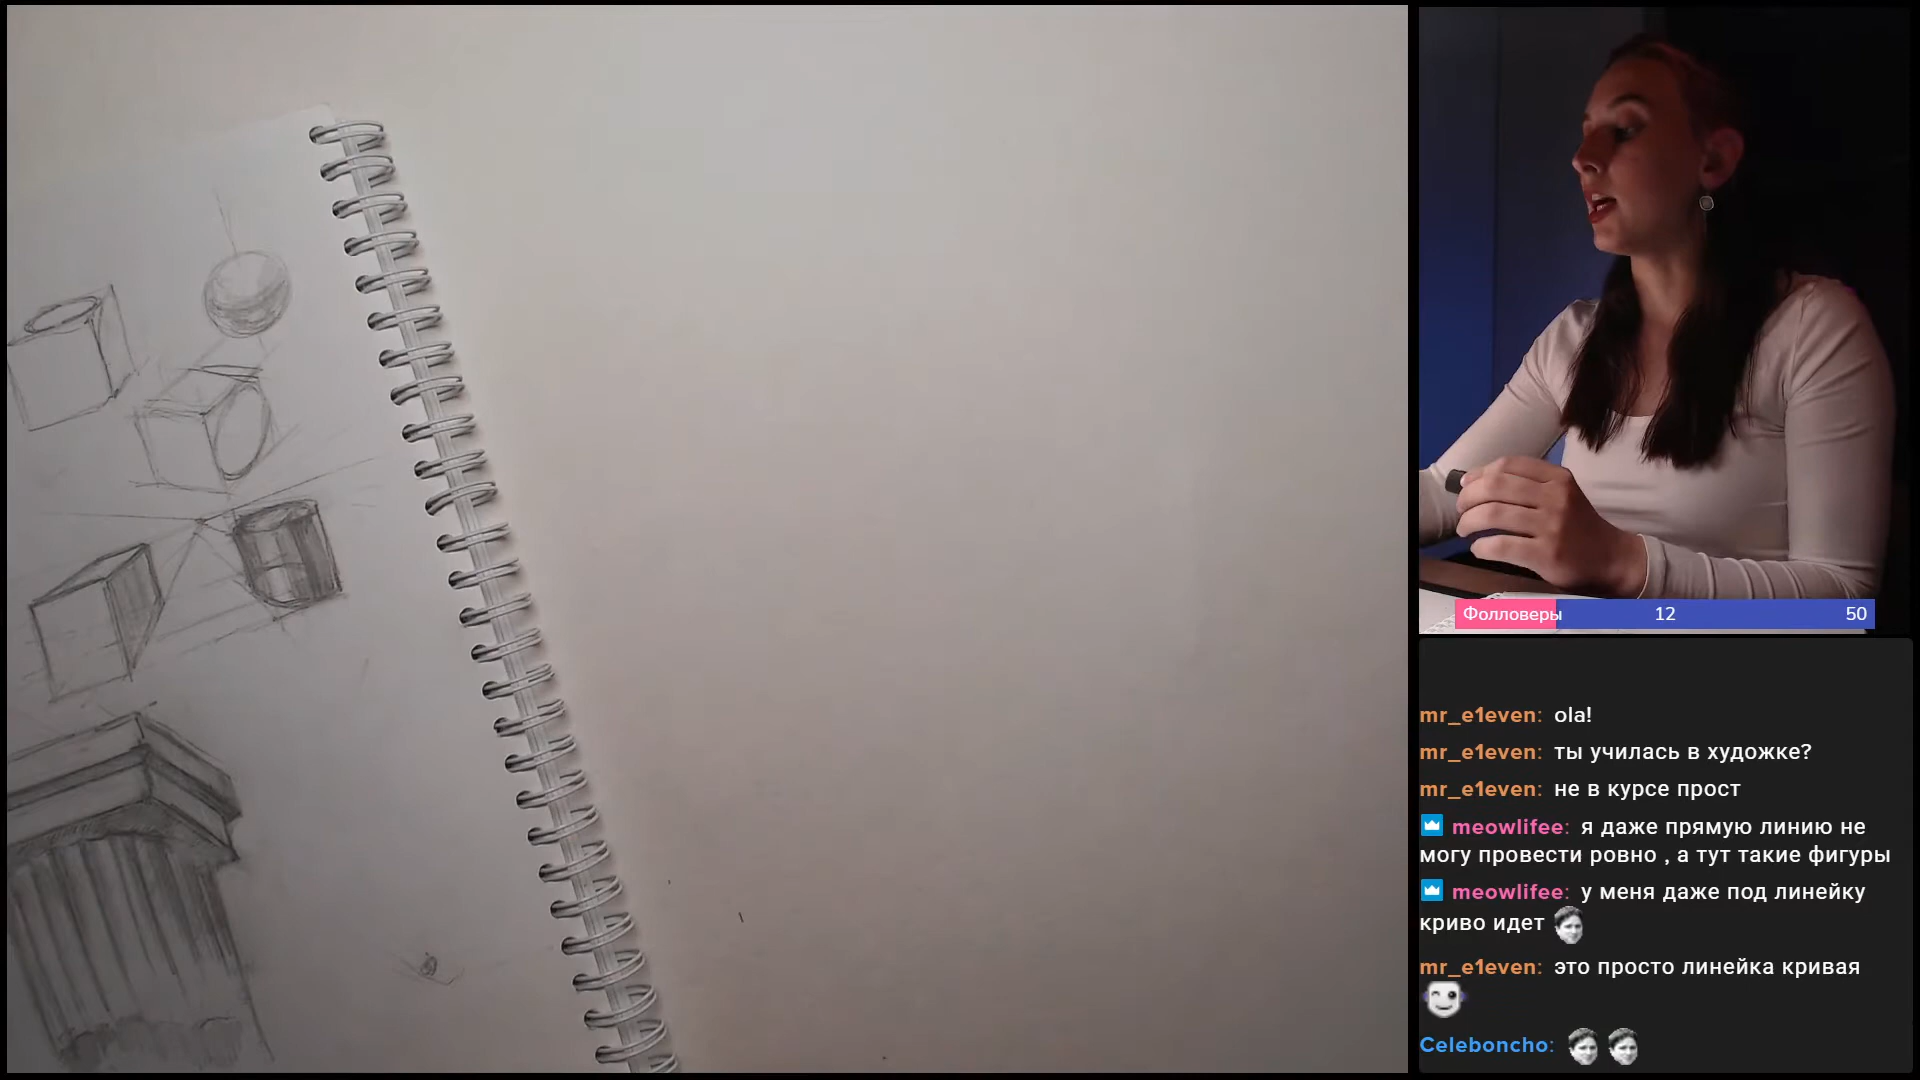 Фолловеры 12 50
mr_e1even: ola!
mr_e1even: ты училась в художке?
mr_e1even: не в курсе прост
meowlifee: я даже прямую линию не
могу провести ровно , а тут такие фигуры
meowlifee: у меня даже под линейку
криво идет
mr_e1even: это просто линейка кривая
Celeboncho: